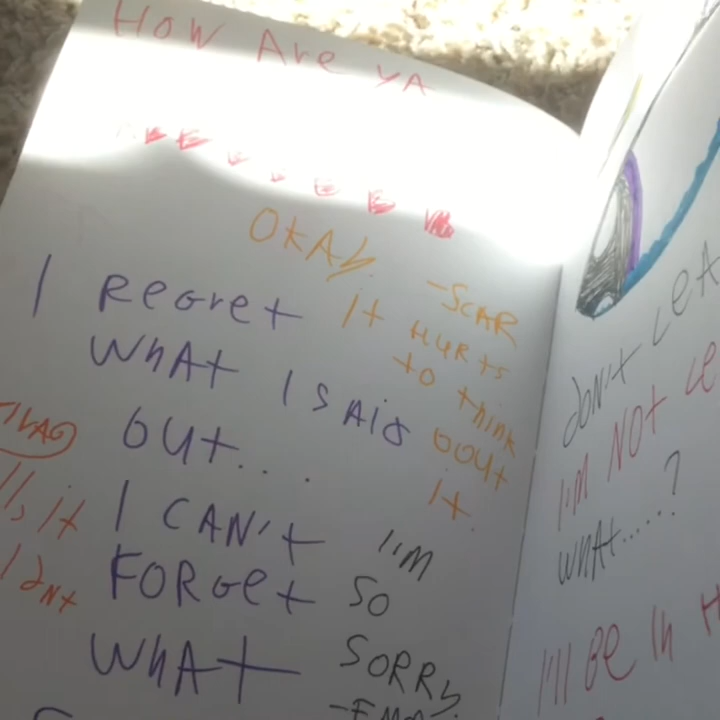 HOW Are YA
OKAY
-SCAR
I ReGret
WHAt I SAID
BUt...
I CAN't
FORGet
WHAT
It HURts
to tHINK
BOUt
It.
I'M
SO
SORRY
It
DON't LEA
I'M NOt Le
WHAt.....?
I'll BE IN H